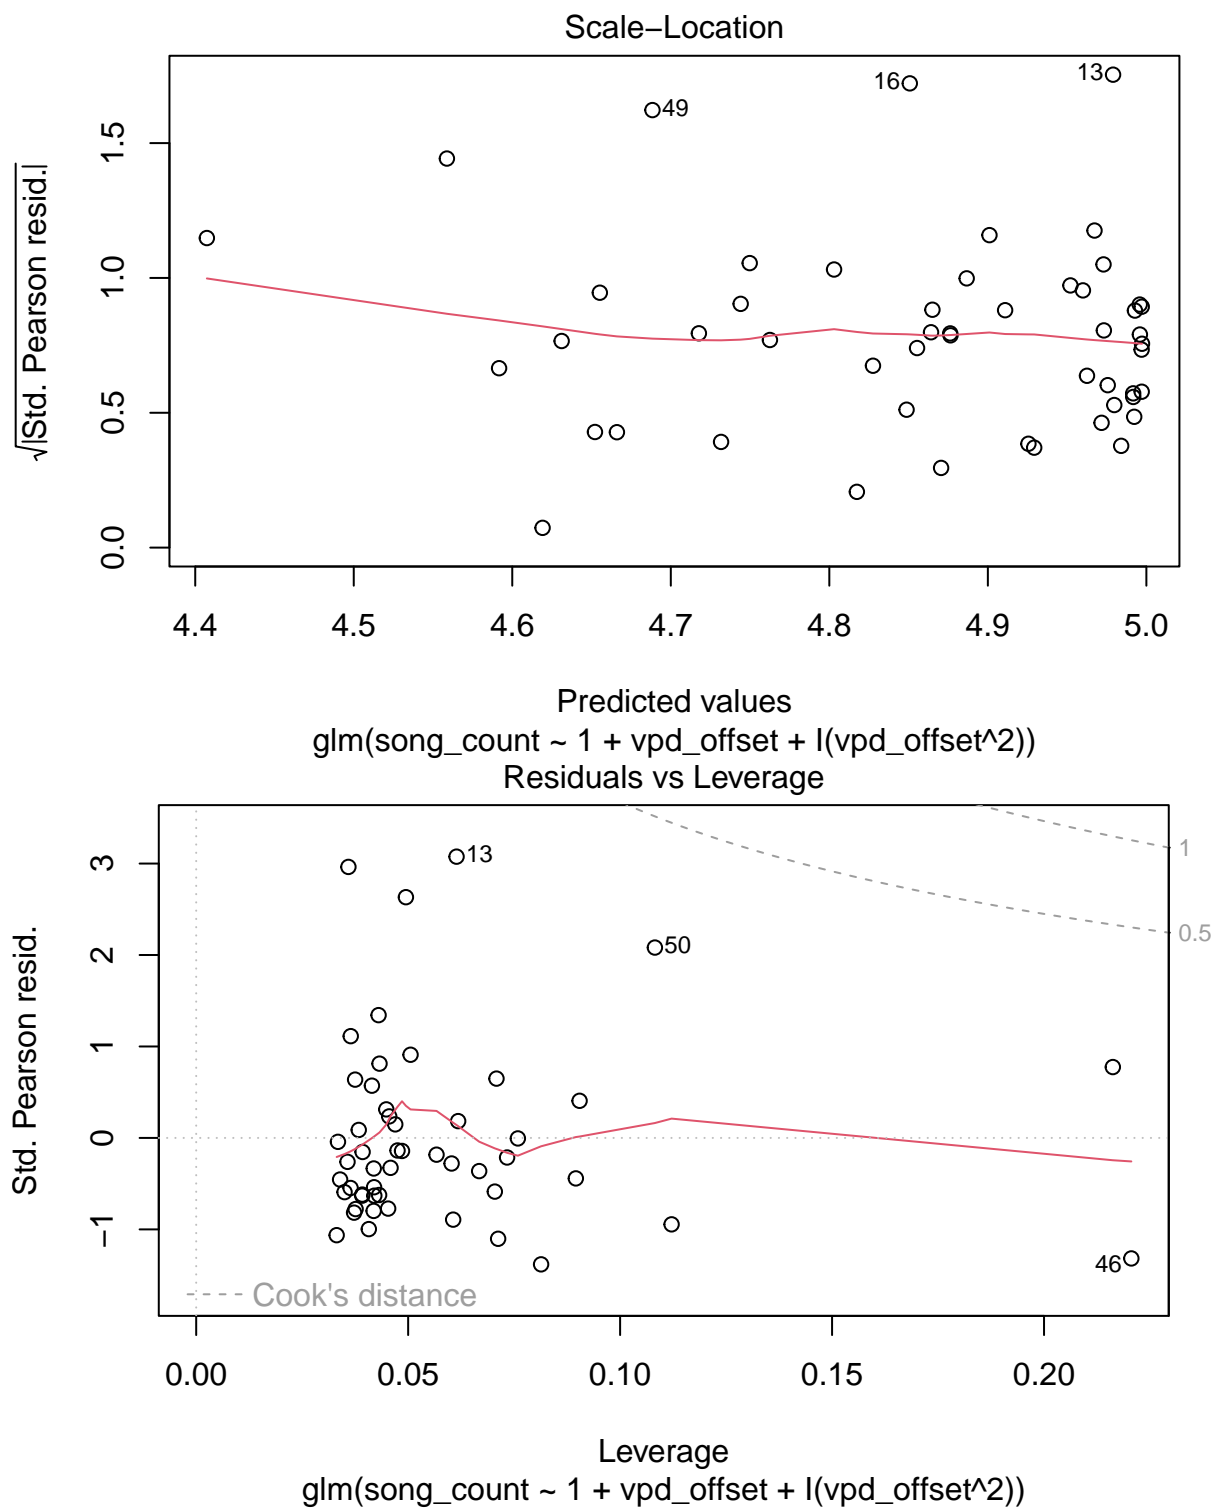 Scale−Location
16
13
49
√|Std. Pearson resid.|
0.0
0.5
1.0
1.5
4.4 4.5 4.6 4.7 4.8 4.9 5.0
Predicted values
glm(song_count ~ 1 + vpd_offset + I(vpd_offset^2))
Residuals vs Leverage
13
50
46
1
0.5
Std. Pearson resid.
3
2
1
0
−1
Cook's distance
0.00 0.05 0.10 0.15 0.20
Leverage
glm(song_count ~ 1 + vpd_offset + I(vpd_offset^2))